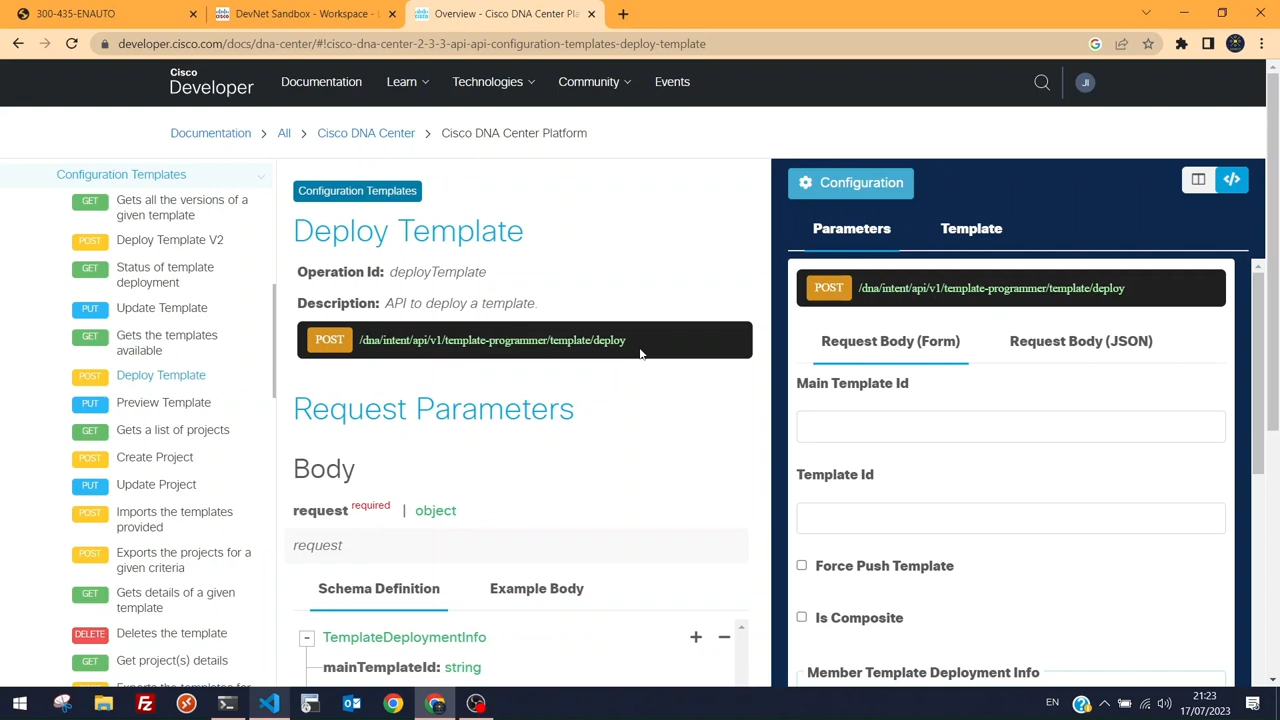 300-435-ENAUTO
DevNet Sandbox - Workspace - L
Overview - Cisco DNA Center Pla
developer.cisco.com/docs/dna-center/#!cisco-dna-center-2-3-3-api-api-configuration-templates-deploy-template
Cisco
Developer
Documentation
Learn
Technologies
Community
Events
JI
Documentation > All > Cisco DNA Center > Cisco DNA Center Platform
Configuration Templates
GET Gets all the versions of a
given template
POST Deploy Template V2
GET Status of template
deployment
PUT Update Template
GET Gets the templates
available
POST Deploy Template
PUT Preview Template
GET Gets a list of projects
POST Create Project
PUT Update Project
POST Imports the templates
provided
POST Exports the projects for a
given criteria
GET Gets details of a given
template
DELETE Deletes the template
GET Get project(s) details
Exports the templates for
Configuration Templates
Deploy Template
Operation Id: deployTemplate
Description: API to deploy a template.
POST /dna/intent/api/v1/template-programmer/template/deploy
Request Parameters
Body
request required | object
request
Schema Definition
Example Body
- TemplateDeploymentInfo + −
mainTemplateId: string
Configuration
</>
Parameters
Template
POST /dna/intent/api/v1/template-programmer/template/deploy
Request Body (Form)
Request Body (JSON)
Main Template Id
Template Id
Force Push Template
Is Composite
Member Template Deployment Info
EN
21:23
17/07/2023